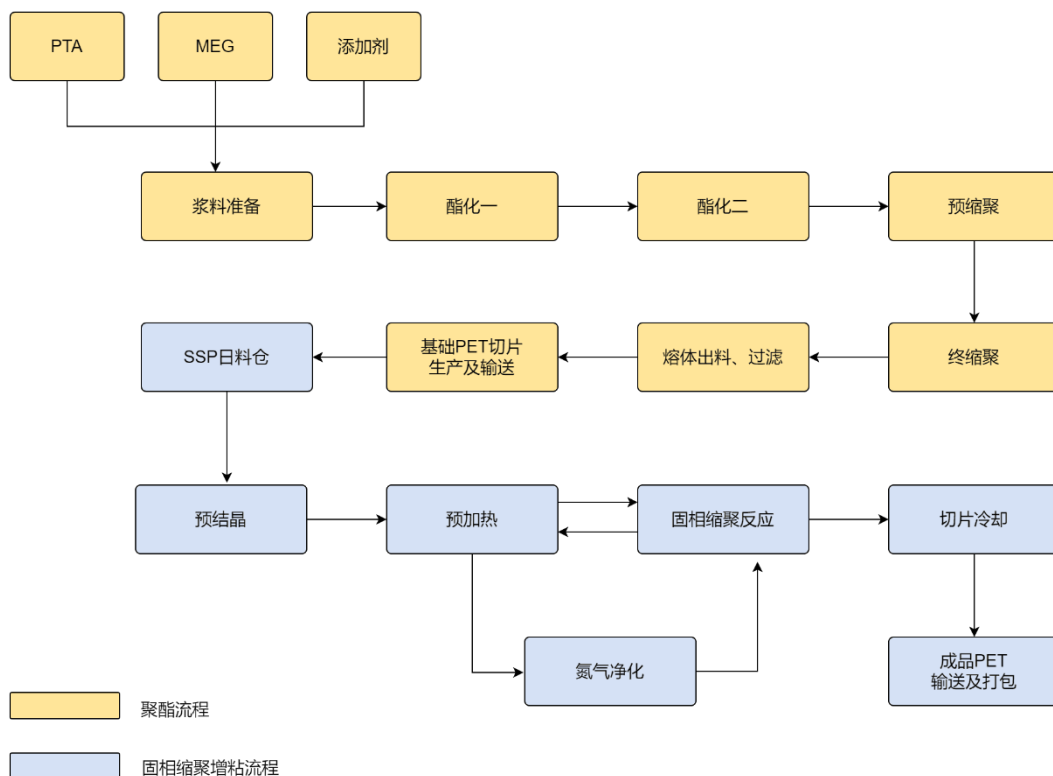 PTA
MEG
添加剂
浆料准备
酯化一
酯化二
预缩聚
SSP日料仓
基础PET切片
生产及输送
熔体出料、过滤
终缩聚
预结晶
预加热
固相缩聚反应
切片冷却
氮气净化
成品PET
输送及打包
聚酯流程
固相缩聚增粘流程